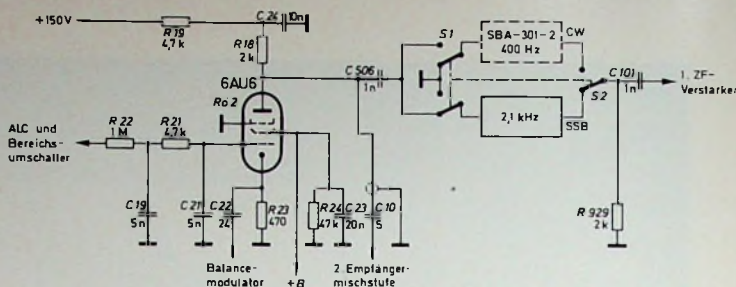 +150V
R19
4,7k
C24
10n
R18
2k
6AU6
Rö2
C506
1n
S1
SBA-301-2
400 Hz
CW
C101
1n
1. ZF-
Verstärker
S2
2,1 kHz
SSB
ALC und
Bereichs-
umschalter
R22
1M
R21
4,7k
C19
5n
C21
5n
C22
24
R23
470
R24
47k
C23
20n
C10
5
R929
2k
Balance-
modulator
+B
2. Empfänger-
mischstufe